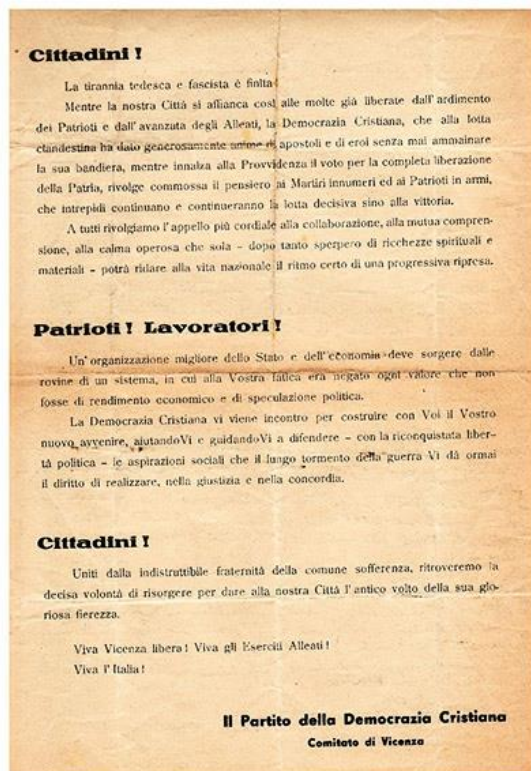 Cittadini !
La tirannia tedesca e fascista è finita!
Mentre la nostra Città si affianca così alle molte già liberate dall'ardimento
dei Patrioti e dall'avanzata degli Alleati, la Democrazia Cristiana, che alla lotta
clandestina ha dato generosamente anime di apostoli e di eroi senza mai ammainare
la sua bandiera, mentre innalza alla Provvidenza il voto per la completa liberazione
della Patria, rivolge commossa il pensiero ai Martiri innumeri ed ai Patrioti in armi,
che intrepidi continuano e continueranno la lotta decisiva sino alla vittoria.
A tutti rivolgiamo l'appello più cordiale alla collaborazione, alla mutua compren-
sione, alla calma operosa che sola - dopo tanto sperpero di ricchezze spirituali e
materiali - potrà ridare alla vita nazionale il ritmo certo di una progressiva ripresa.
Patrioti ! Lavoratori !
Un'organizzazione migliore dello Stato e dell'economia deve sorgere dalle
rovine di un sistema, in cui alla Vostra fatica era negato ogni valore che non
fosse di rendimento economico e di speculazione politica.
La Democrazia Cristiana vi viene incontro per costruire con Voi il Vostro
nuovo avvenire, aiutandoVi e guidandoVi a difendere - con la riconquistata liber-
tà politica - le aspirazioni sociali che il lungo tormento della guerra Vi dà ormai
il diritto di realizzare, nella giustizia e nella concordia.
Cittadini !
Uniti dalla indistruttibile fraternità della comune sofferenza, ritroveremo la
decisa volontà di risorgere per dare alla nostra Città l'antico volto della sua glo-
riosa fierezza.
Viva Vicenza libera ! Viva gli Eserciti Alleati !
Viva l'Italia !
Il Partito della Democrazia Cristiana
Comitato di Vicenza